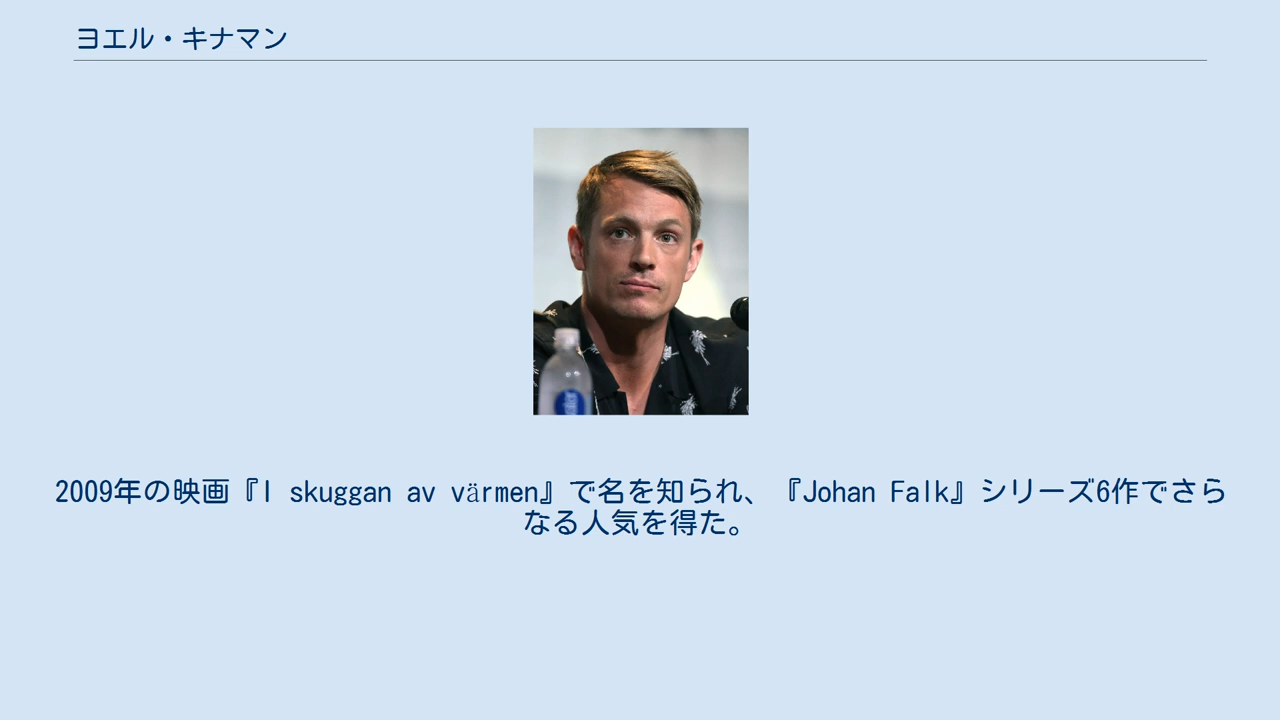 ヨエル・キナマン
2009年の映画『I skuggan av värmen』で名を知られ、『Johan Falk』シリーズ6作でさら
なる人気を得た。